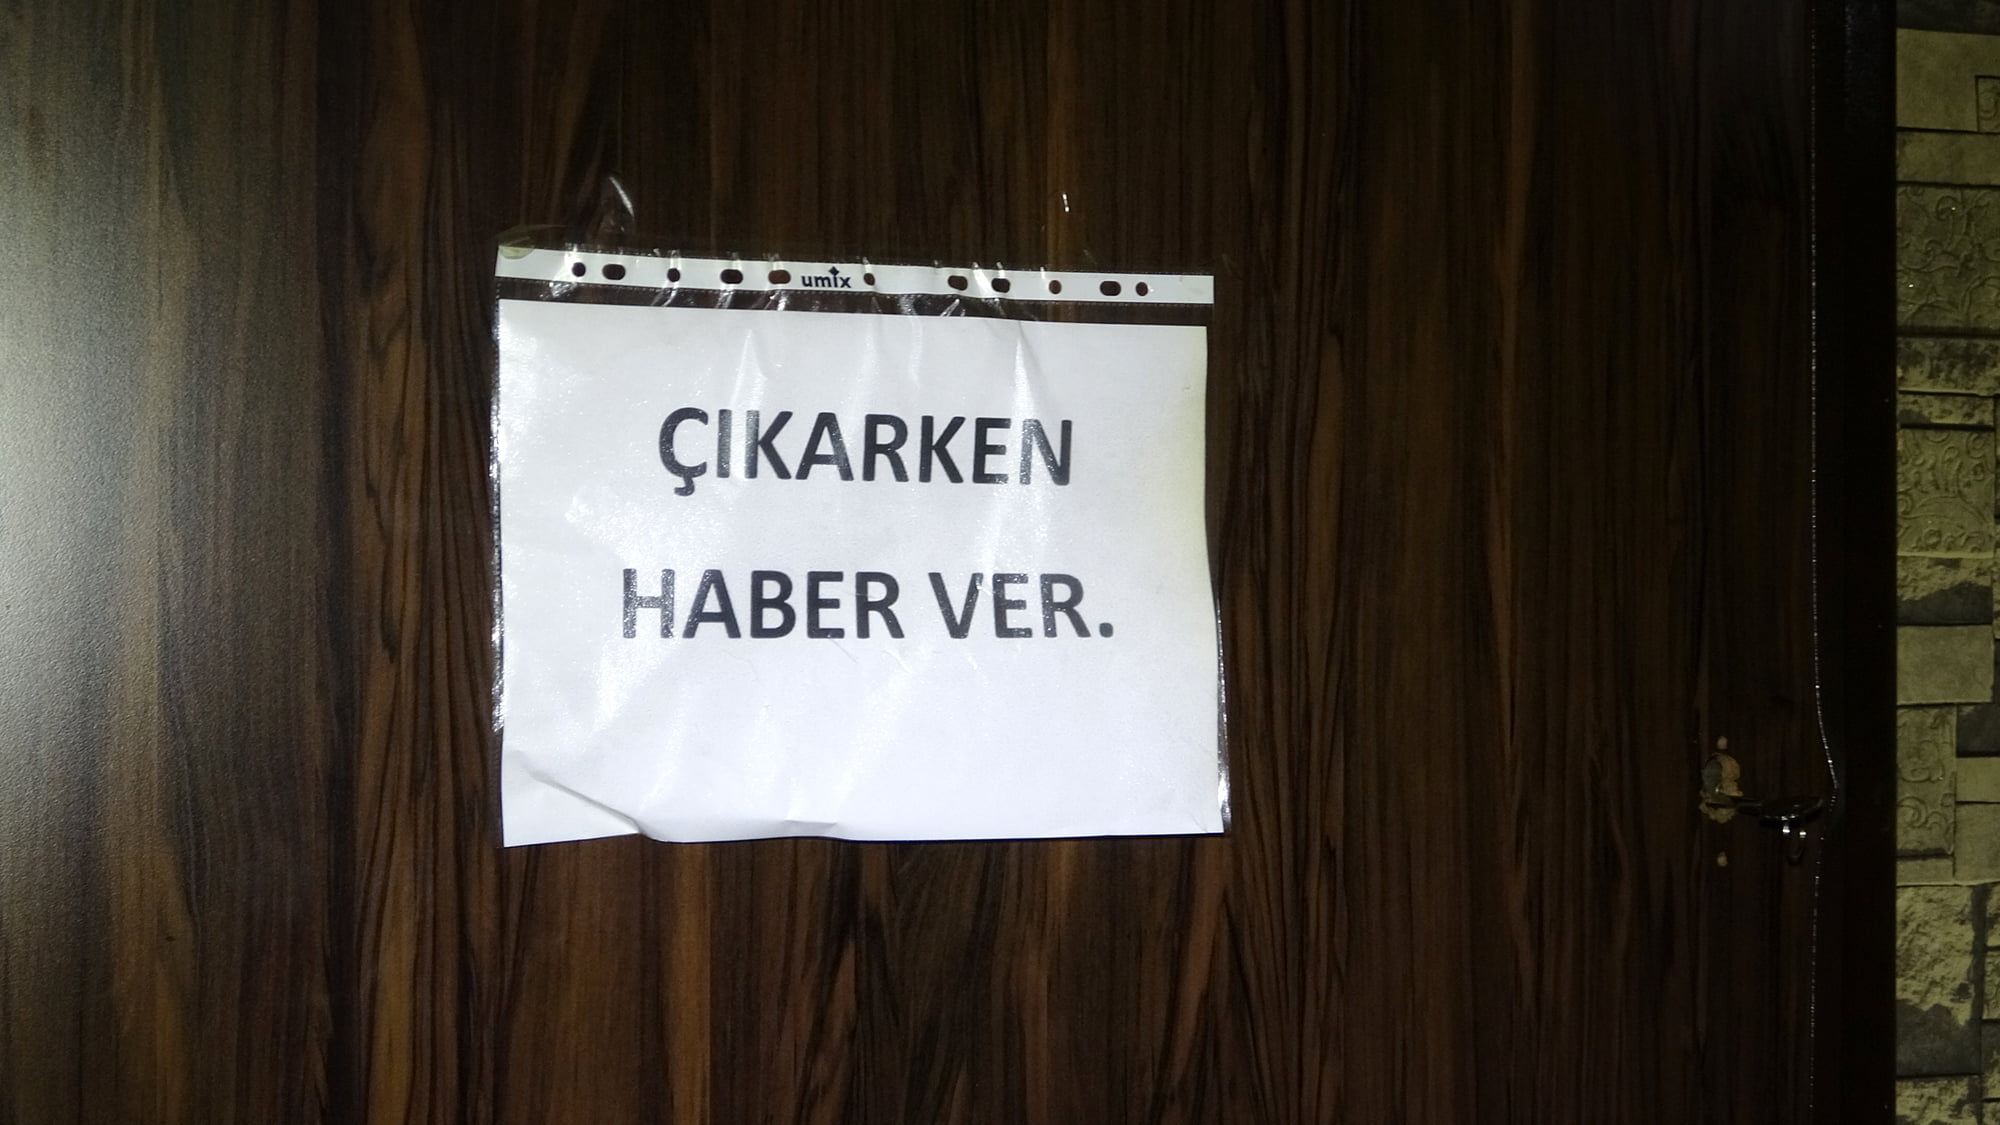 umix
ÇIKARKEN
HABER VER.